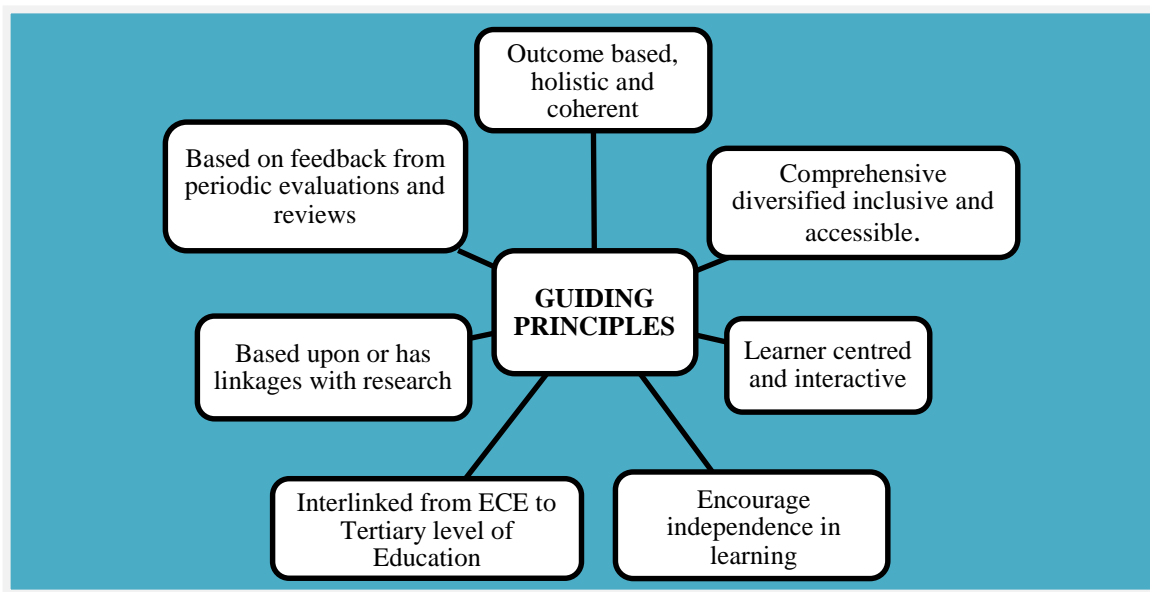 Outcome based,
holistic and
coherent
Based on feedback from
periodic evaluations and
reviews
Comprehensive
diversified inclusive and
accessible.
GUIDING
PRINCIPLES
Based upon or has
linkages with research
Learner centred
and interactive
Interlinked from ECE to
Tertiary level of
Education
Encourage
independence in
learning